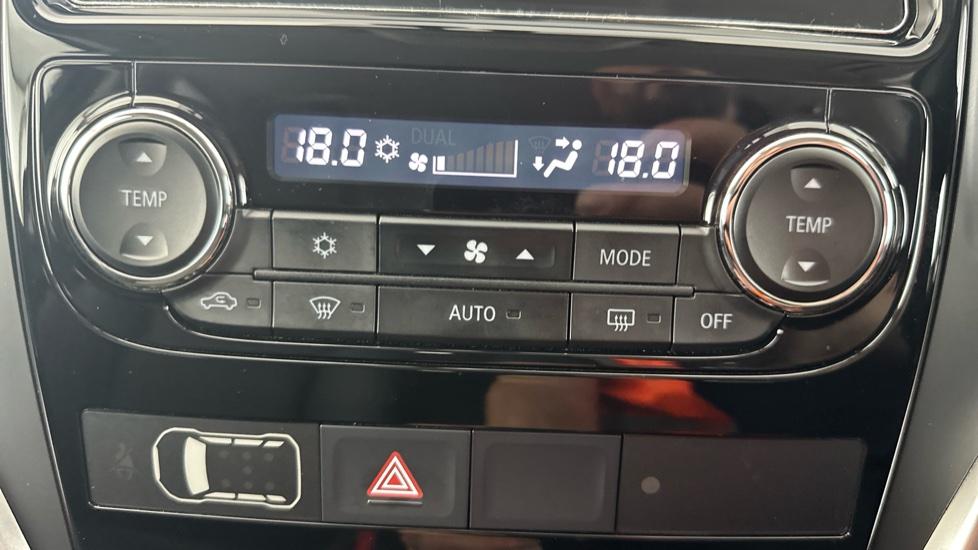 18.0 DUAL 18.0
TEMP
TEMP
MODE
AUTO
OFF